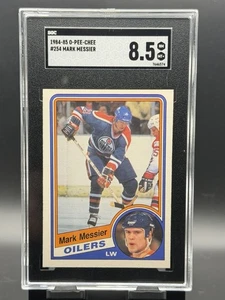 SGC
1984-85 O-PEE-CHEE
#254 MARK MESSIER
8.5
Mark Messier
OILERS
LW